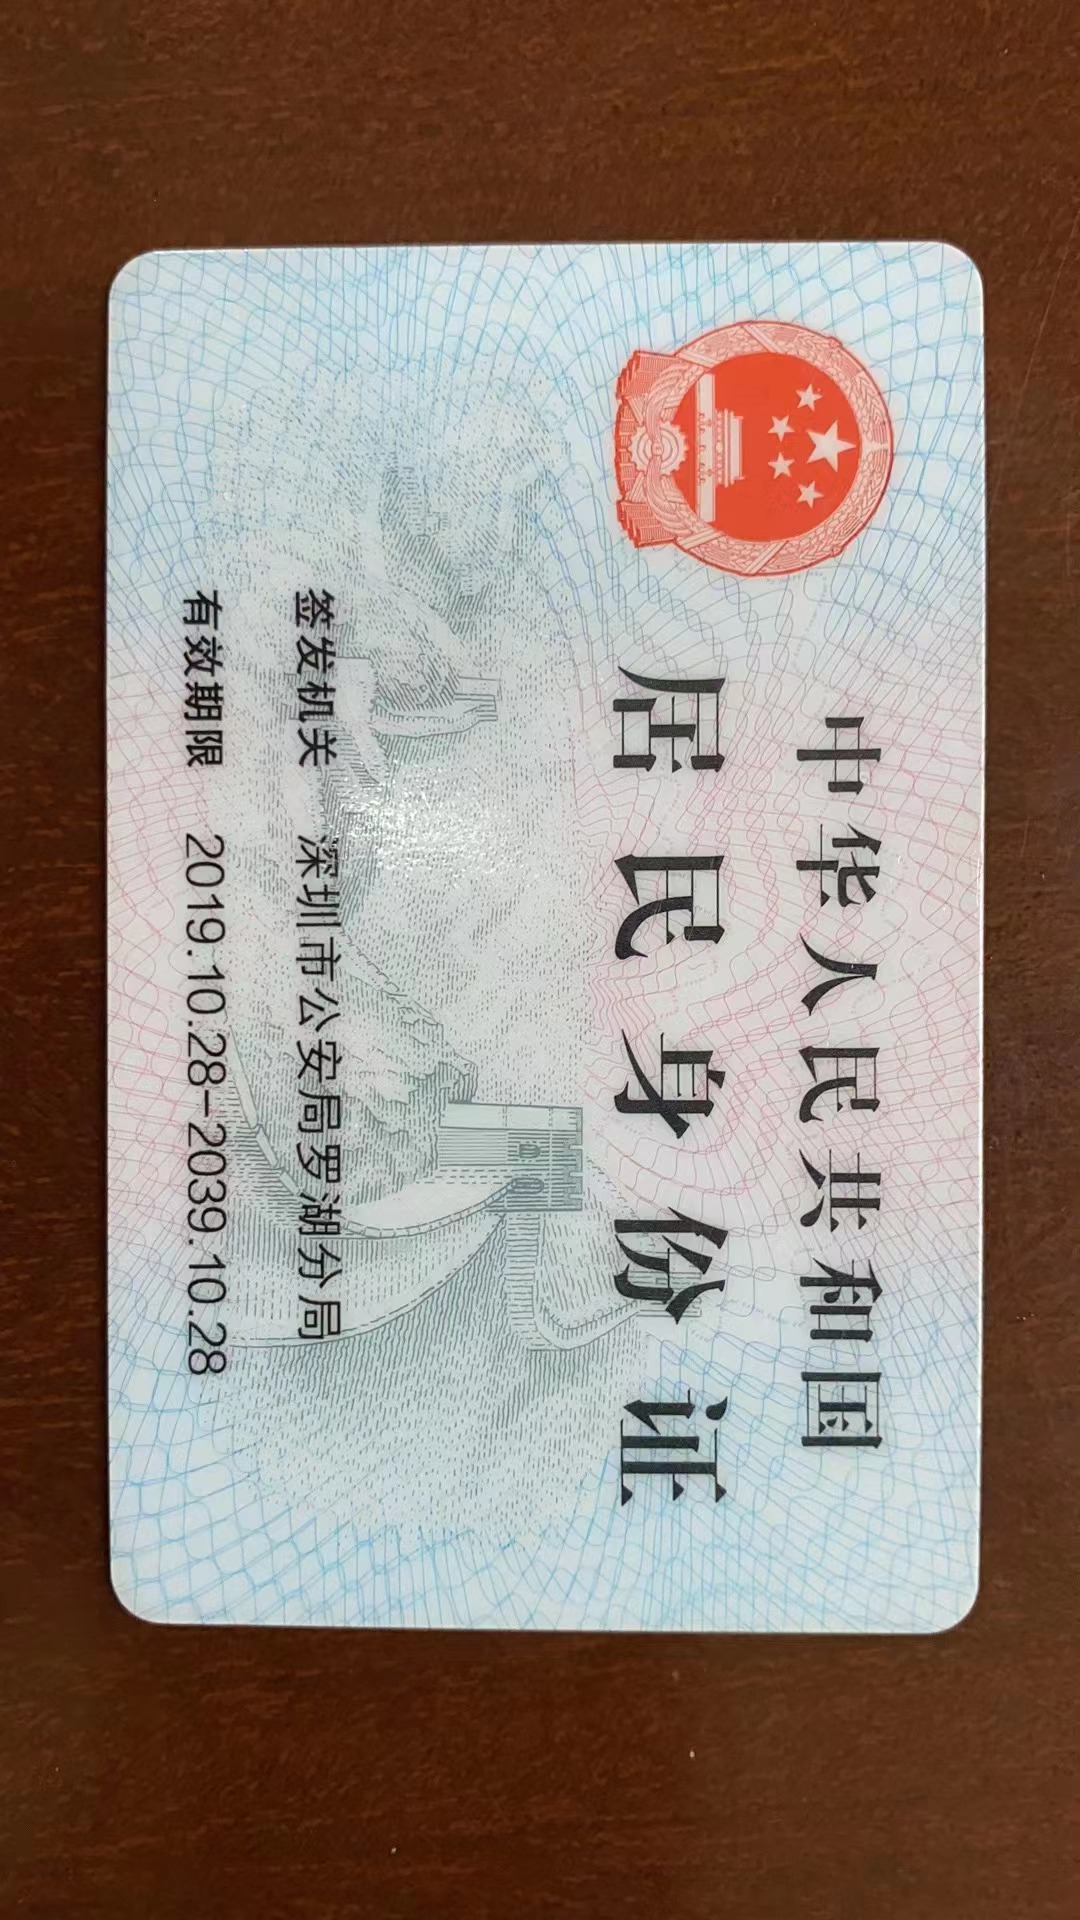 中华人民共和国
居民身份证
签发机关 深圳市公安局罗湖分局
有效期限 2019.10.28-2039.10.28